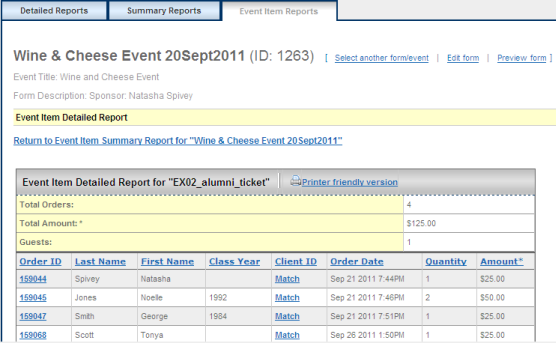 Detailed Reports Summary Reports Event Item Reports
Wine & Cheese Event 20Sept2011 (ID: 1263) [ Select another form/event | Edit form | Preview form ]
Event Title: Wine and Cheese Event
Form Description: Sponsor: Natasha Spivey
Event Item Detailed Report
Return to Event Item Summary Report for "Wine & Cheese Event 20Sept2011"
Event Item Detailed Report for "EX02_alumni_ticket" Printer friendly version
Total Orders: 4
Total Amount: * $125.00
Guests: 1
Order ID Last Name First Name Class Year Client ID Order Date Quantity Amount*
159044 Spivey Natasha Match Sep 21 2011 7:44PM 1 $25.00
159045 Jones Noelle 1992 Match Sep 21 2011 7:46PM 2 $50.00
159047 Smith George 1984 Match Sep 21 2011 7:51PM 1 $25.00
159068 Scott Tonya Match Sep 26 2011 1:50PM 1 $25.00